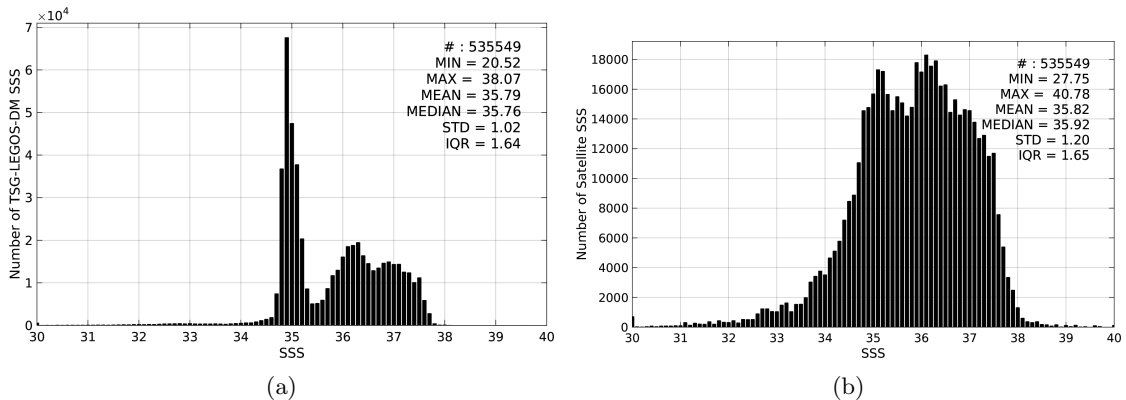 ×10⁴
7
6
5
4
3
2
1
0
Number of TSG-LEGOS-DM SSS
# : 535549
MIN = 20.52
MAX =  38.07
MEAN = 35.79
MEDIAN = 35.76
STD = 1.02
IQR = 1.64
30 31 32 33 34 35 36 37 38 39 40
SSS
(a)
18000
16000
14000
12000
10000
8000
6000
4000
2000
0
Number of Satellite SSS
# : 535549
MIN = 27.75
MAX =  40.78
MEAN = 35.82
MEDIAN = 35.92
STD = 1.20
IQR = 1.65
30 31 32 33 34 35 36 37 38 39 40
SSS
(b)